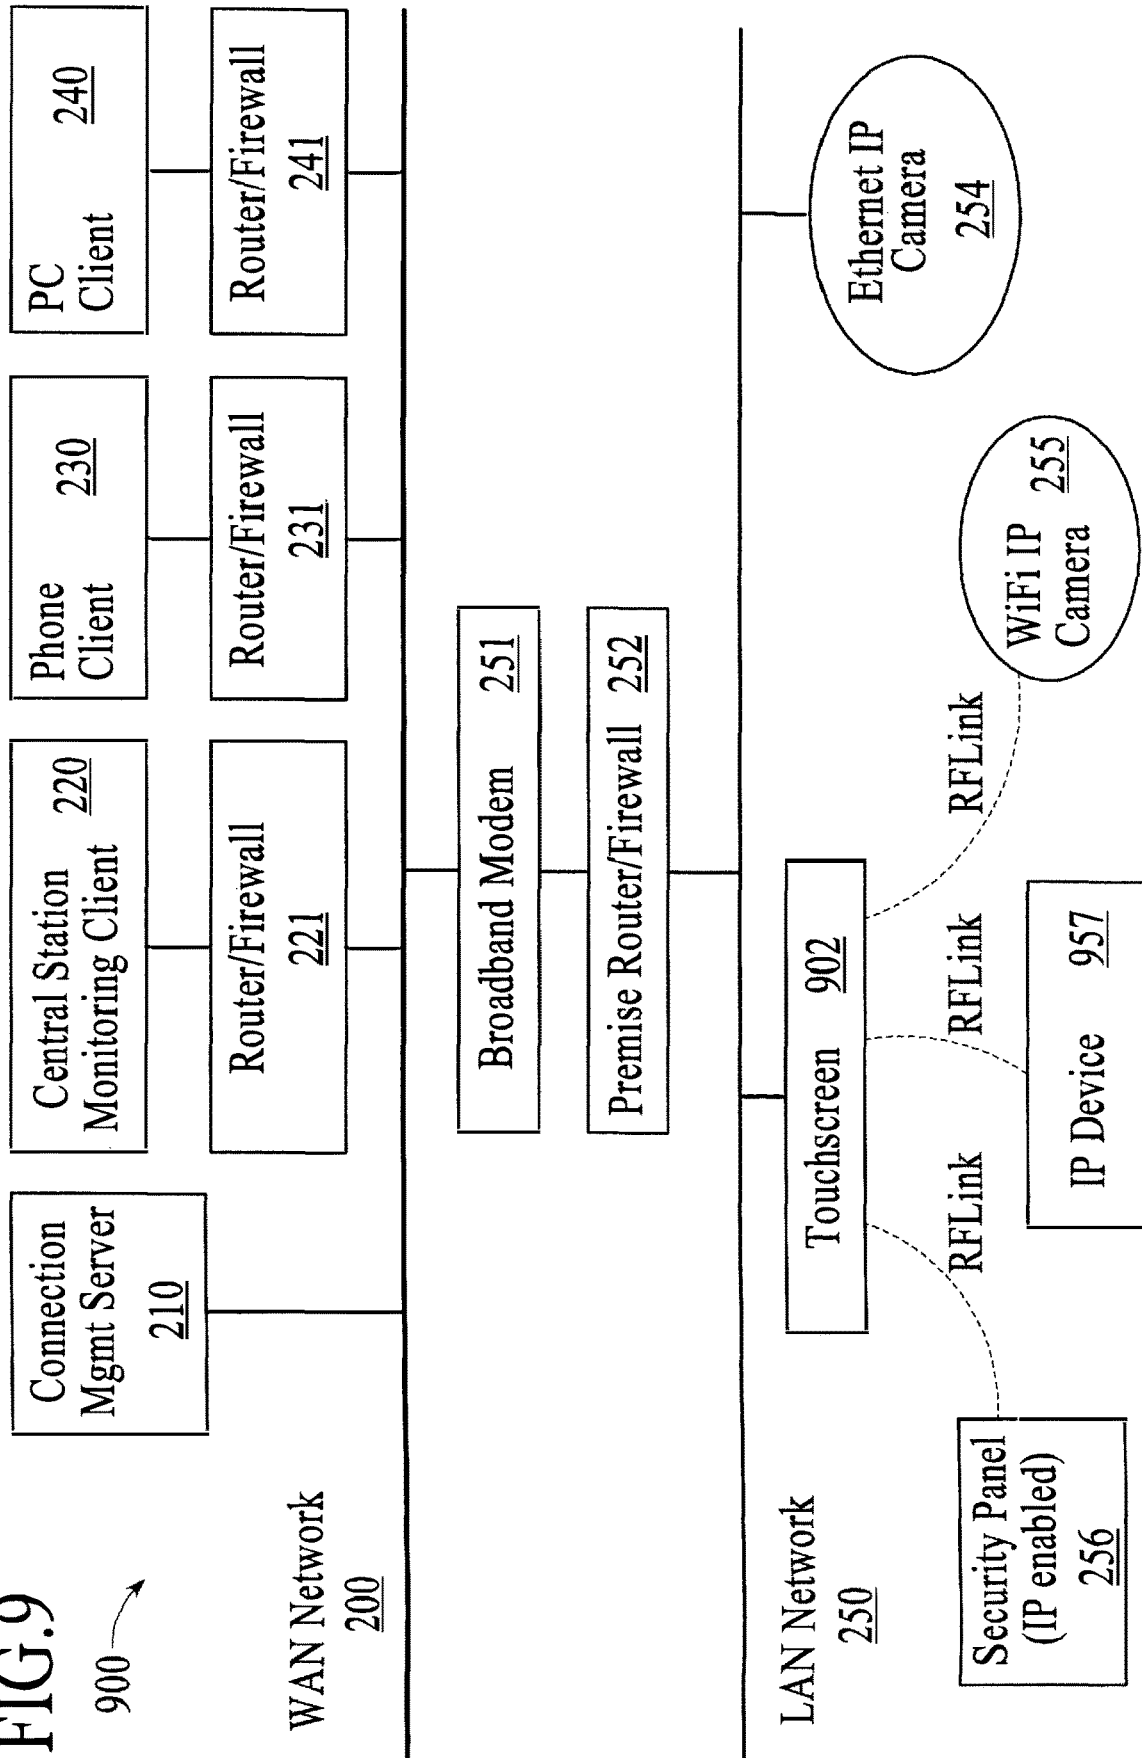 FIG.9
900
Connection
Mgmt Server
210
Central Station
Monitoring Client
220
Phone
Client
230
PC
Client
240
Router/Firewall
221
Router/Firewall
231
Router/Firewall
241
WAN Network
200
Broadband Modem 251
Premise Router/Firewall 252
LAN Network
250
Touchscreen 902
Ethernet IP
Camera
254
RFLink
RFLink
RFLink
Security Panel
(IP enabled)
256
IP Device 957
WiFi IP
Camera
255